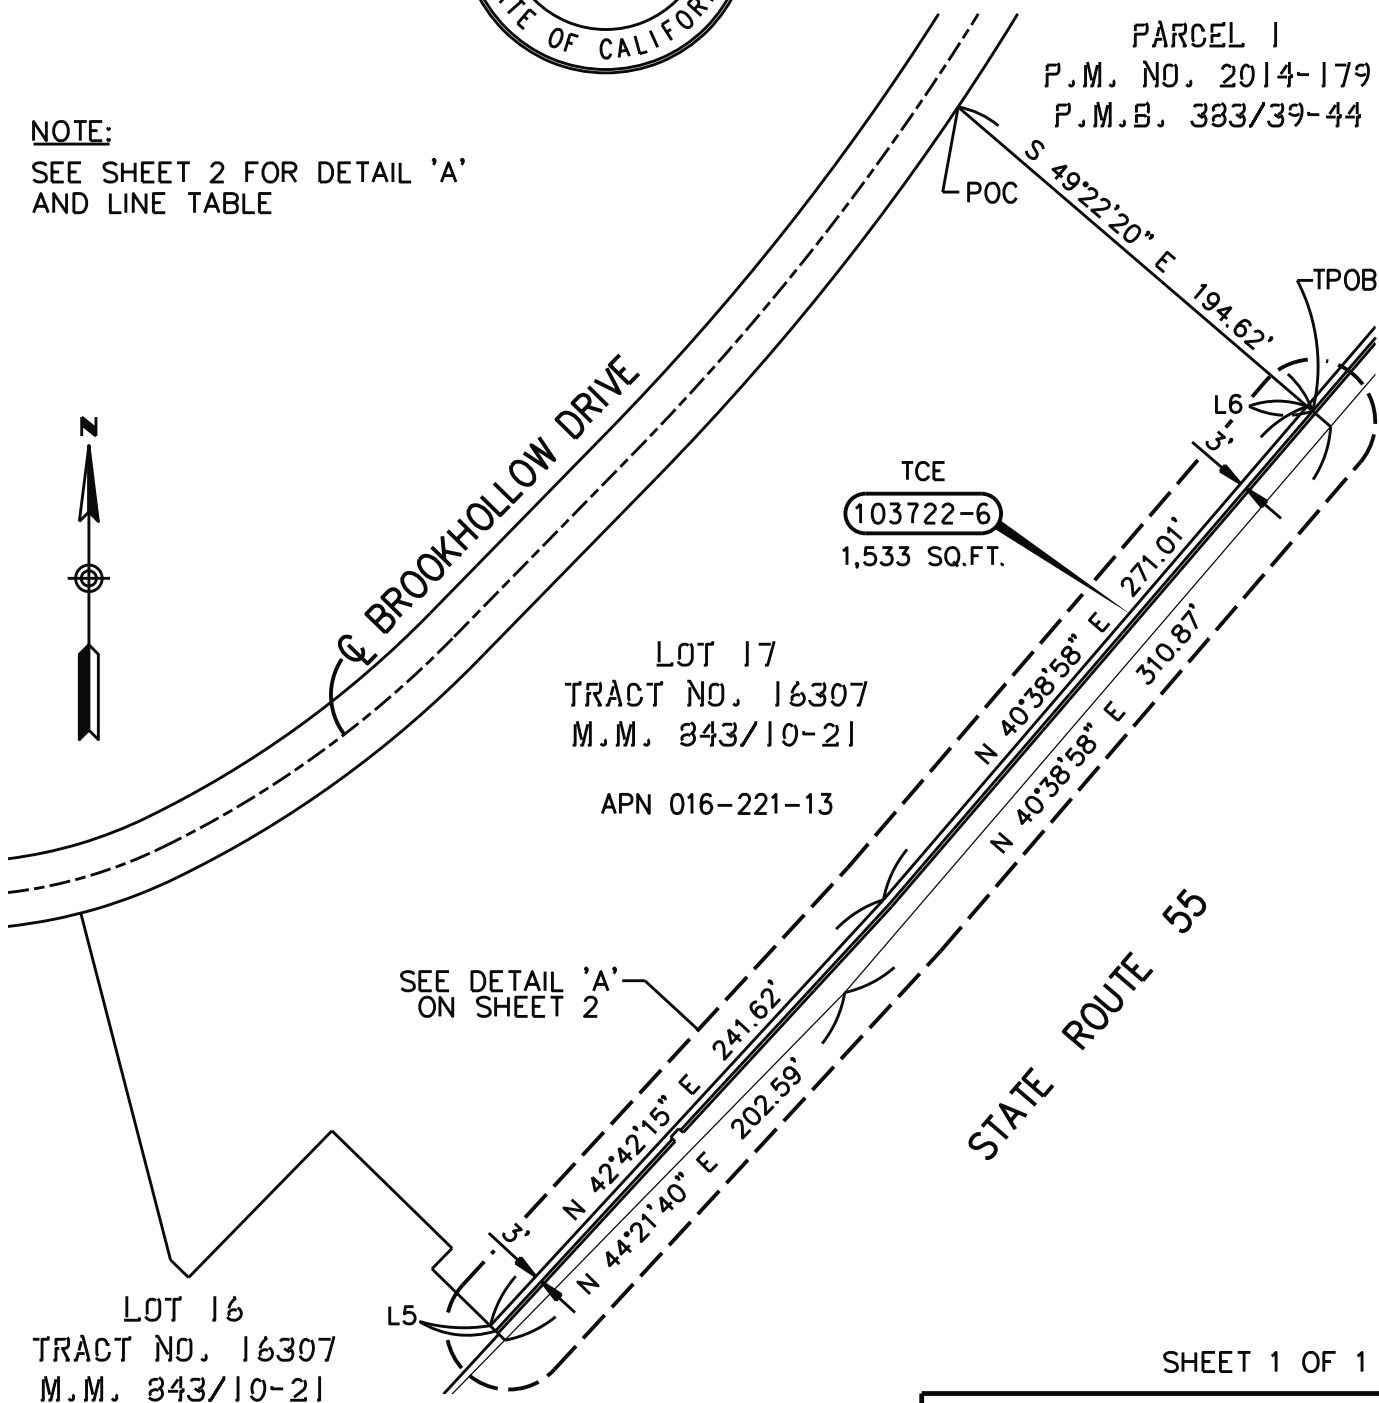 TE OF CALIFOR
PARCEL 1
P.M. NO. 2014-179
P.M.B. 383/39-44
NOTE:
SEE SHEET 2 FOR DETAIL 'A'
AND LINE TABLE
POC
S 49°22'20" E 194.62'
TPOB
L6
3'
N
℄ BROOKHOLLOW DRIVE
TCE
103722-6
1,533 SQ.FT.
N 40°38'58" E 271.01'
N 40°38'58" E 310.87'
LOT 17
TRACT NO. 16307
M.M. 843/10-21
APN 016-221-13
STATE ROUTE 55
SEE DETAIL 'A'
ON SHEET 2
N 42°42'15" E 241.62'
N 44°21'40" E 202.59'
3'
L5
LOT 16
TRACT NO. 16307
M.M. 843/10-21
SHEET 1 OF 1